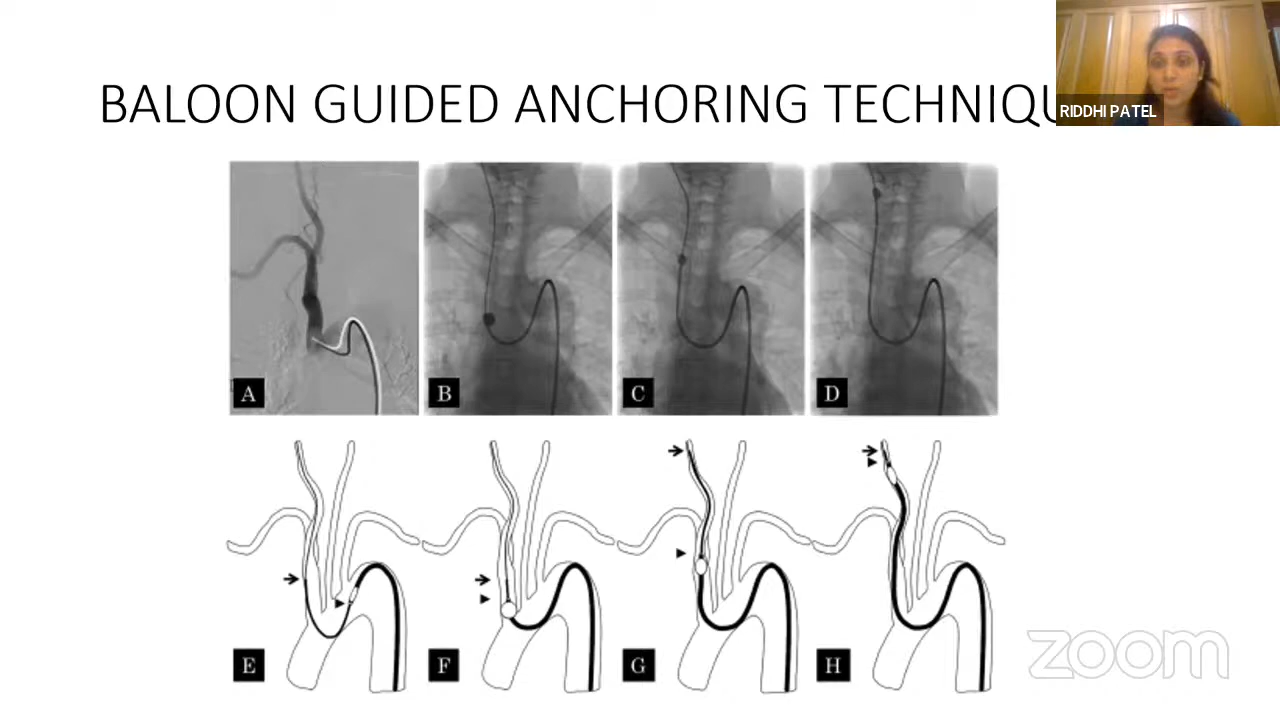 BALOON GUIDED ANCHORING TECHNIQU
RIDDHI PATEL
A
B
C
D
E
F
G
H
zoom